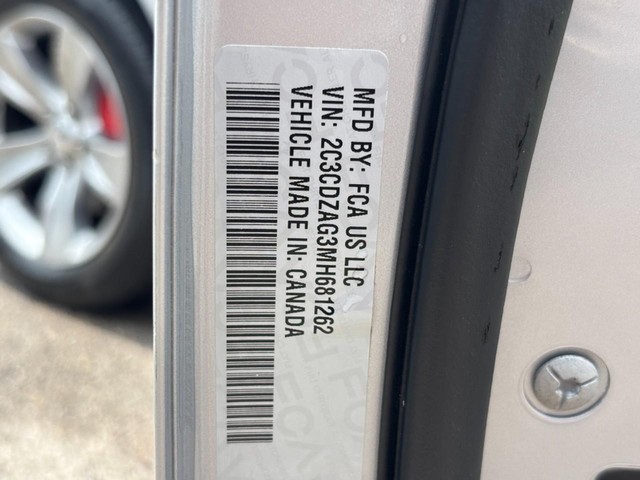 MFD BY: FCA US LLC
VIN: 2C3CDZAG3MH681262
VEHICLE MADE IN: CANADA